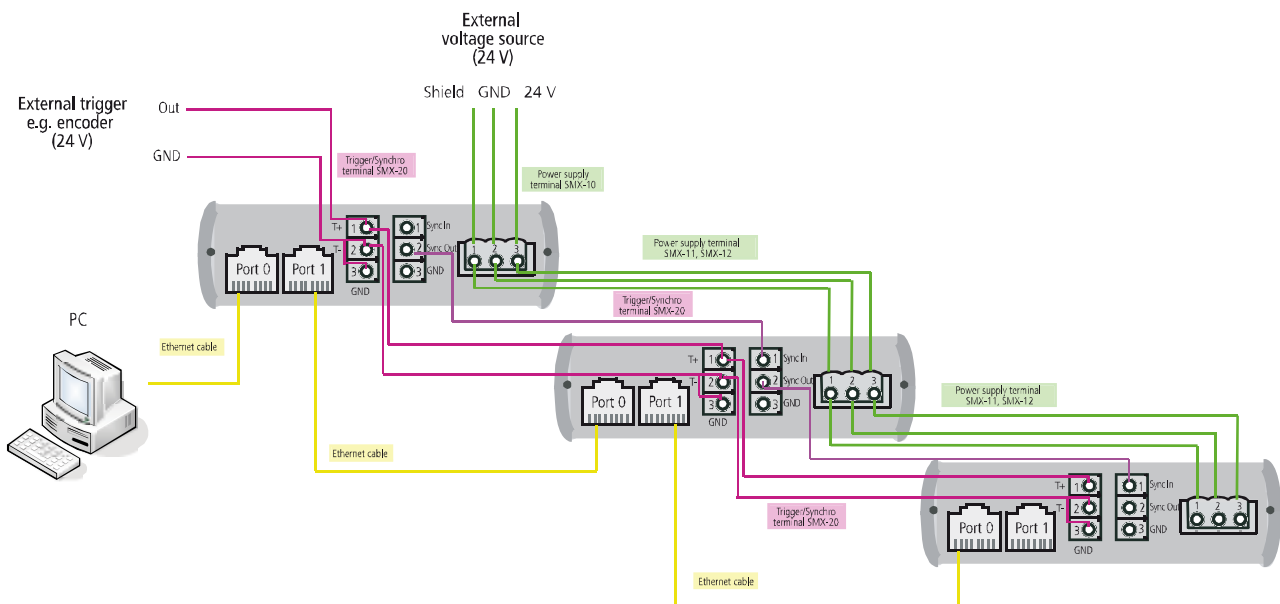 External
voltage source
(24 V)
Shield GND 24 V
External trigger
e.g. encoder
(24 V)
Out
GND
Trigger/Synchro
terminal SMX-20
Power supply
terminal SMX-10
T+ 1 1 Sync In
T- 2 2 Sync Out
3 3 GND
GND
1 2 3
Port 0 Port 1
Power supply terminal
SMX-11, SMX-12
Trigger/Synchro
terminal SMX-20
PC
Ethernet cable
T+ 1 1 Sync In
T- 2 2 Sync Out
3 3 GND
GND
1 2 3
Port 0 Port 1
Power supply terminal
SMX-11, SMX-12
Ethernet cable
T+ 1 1 Sync In
T- 2 2 Sync Out
3 3 GND
GND
1 2 3
Port 0 Port 1
Trigger/Synchro
terminal SMX-20
Ethernet cable